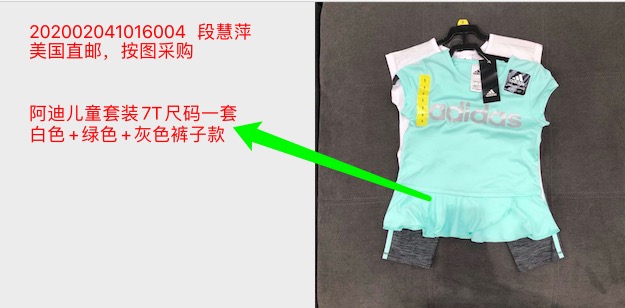 202002041016004 段慧萍
美国直邮，按图采购
阿迪儿童套装7T尺码一套
白色+绿色+灰色裤子款
adidas